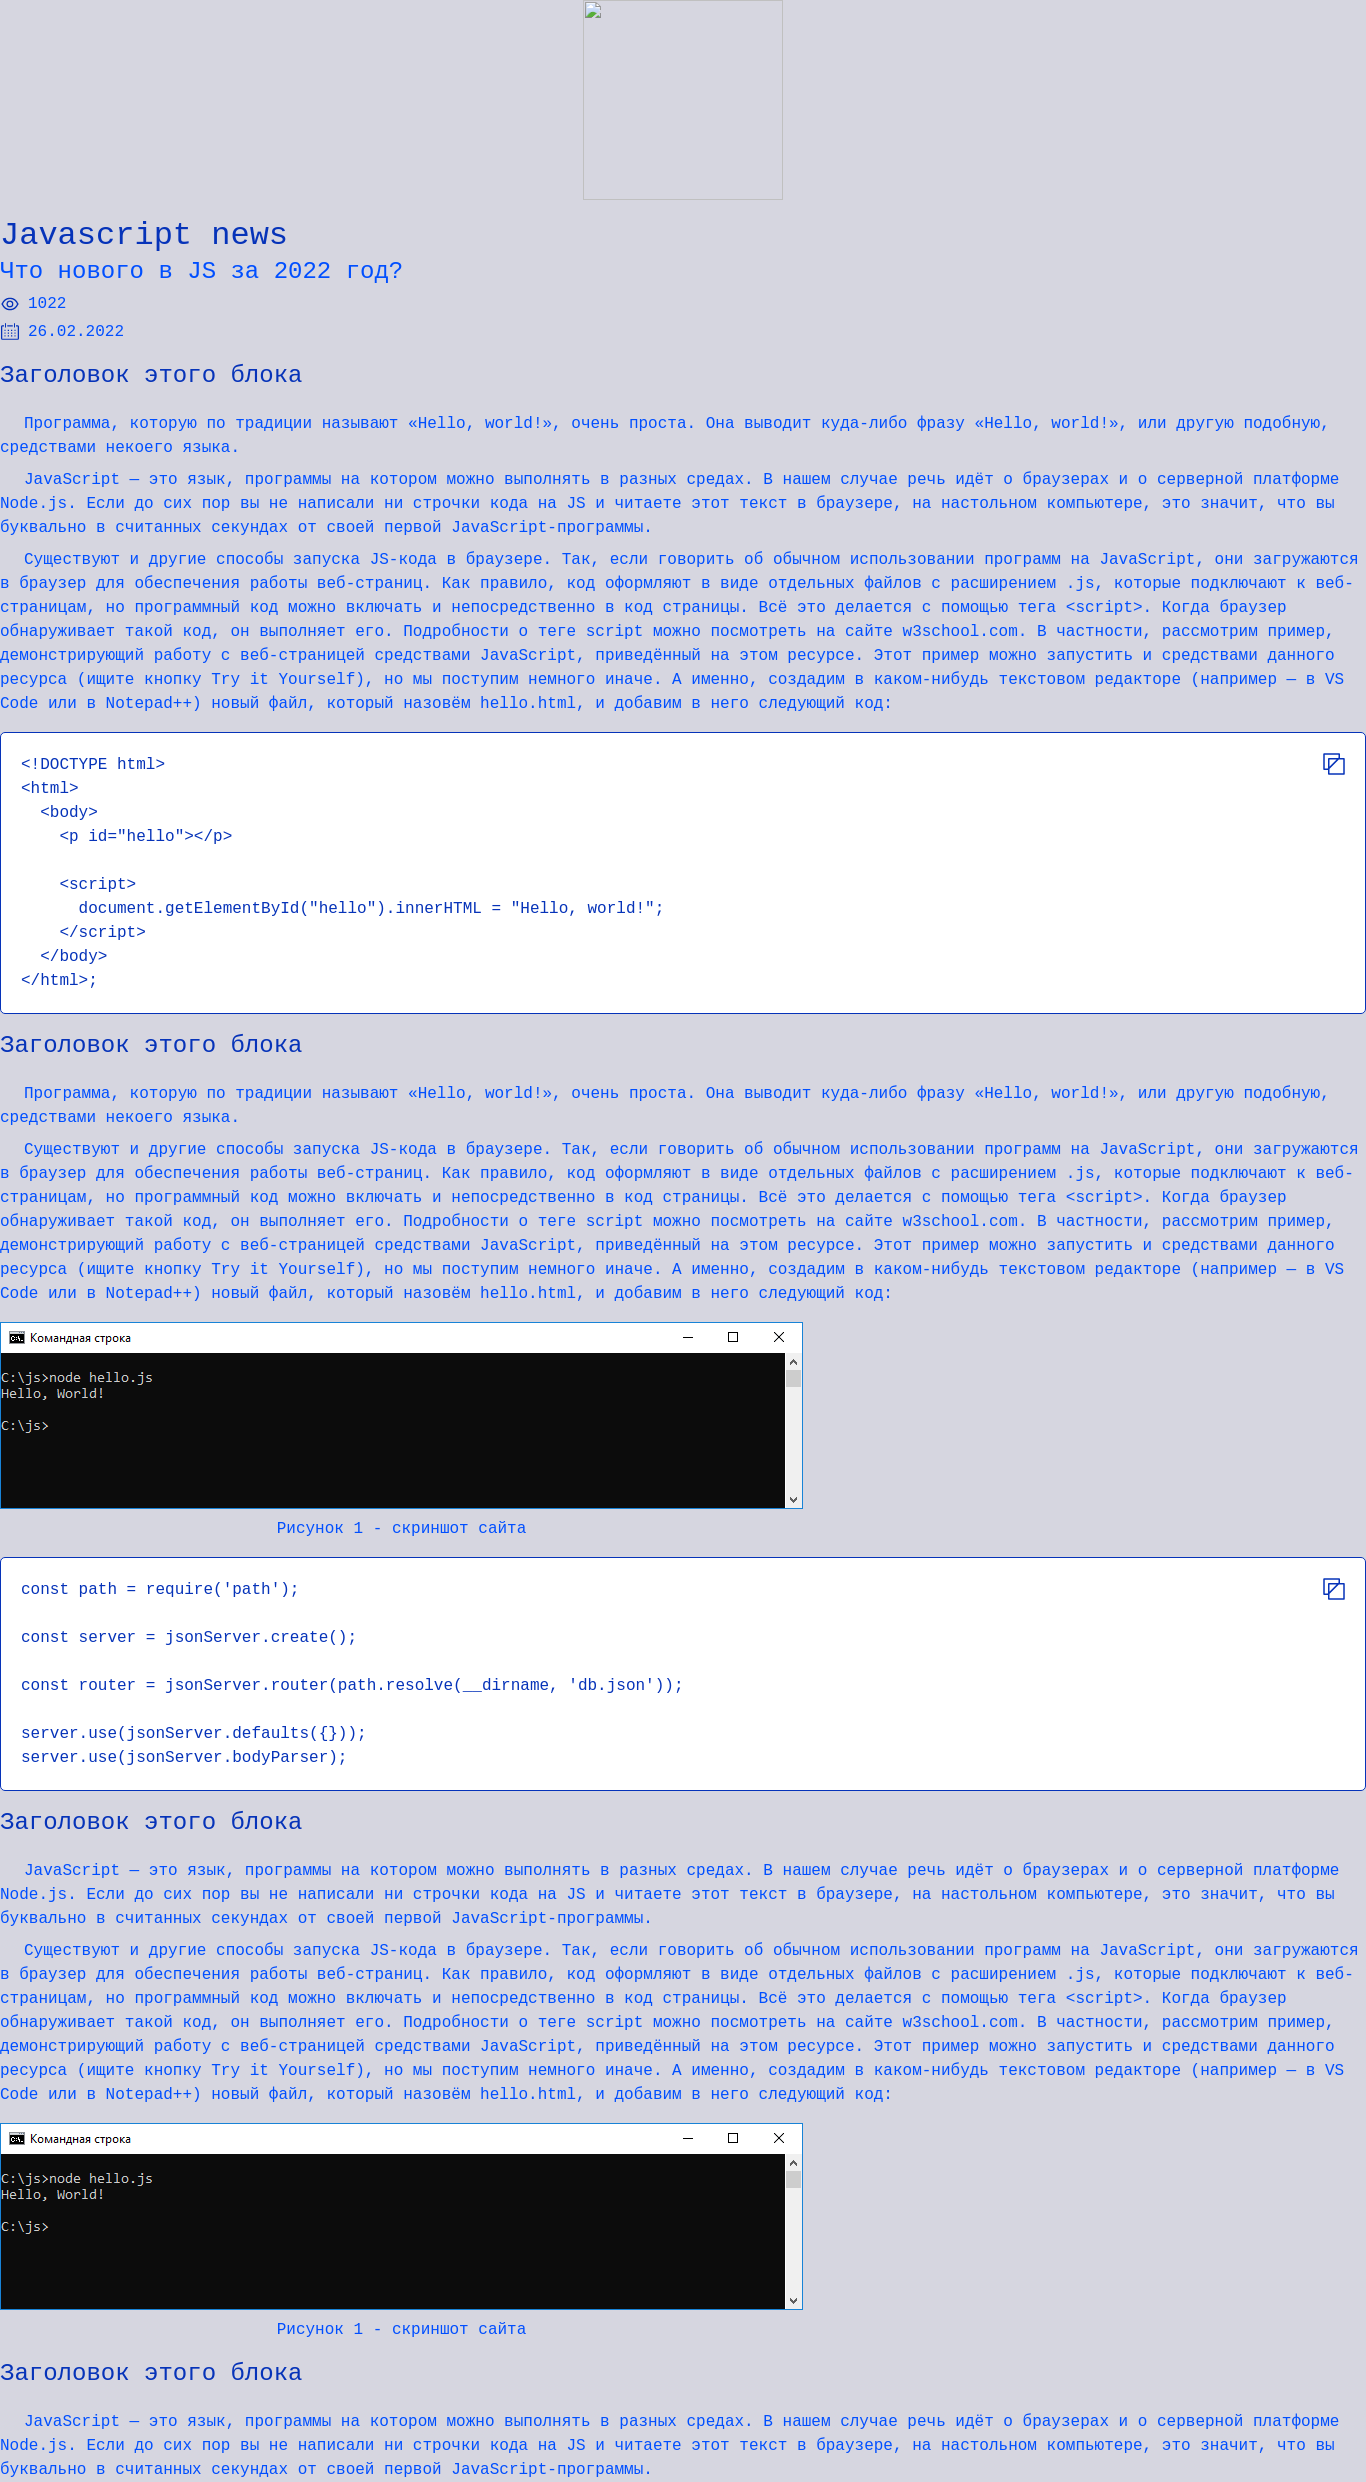 Javascript news
Что нового в JS за 2022 год?
1022
26.02.2022
Заголовок этого блока
Программа, которую по традиции называют «Hello, world!», очень проста. Она выводит куда-либо фразу «Hello, world!», или другую подобную,
средствами некоего языка.
JavaScript — это язык, программы на котором можно выполнять в разных средах. В нашем случае речь идёт о браузерах и о серверной платформе
Node.js. Если до сих пор вы не написали ни строчки кода на JS и читаете этот текст в браузере, на настольном компьютере, это значит, что вы
буквально в считанных секундах от своей первой JavaScript-программы.
Существуют и другие способы запуска JS-кода в браузере. Так, если говорить об обычном использовании программ на JavaScript, они загружаются
в браузер для обеспечения работы веб-страниц. Как правило, код оформляют в виде отдельных файлов с расширением .js, которые подключают к веб-
страницам, но программный код можно включать и непосредственно в код страницы. Всё это делается с помощью тега <script>. Когда браузер
обнаруживает такой код, он выполняет его. Подробности о теге script можно посмотреть на сайте w3school.com. В частности, рассмотрим пример,
демонстрирующий работу с веб-страницей средствами JavaScript, приведённый на этом ресурсе. Этот пример можно запустить и средствами данного
ресурса (ищите кнопку Try it Yourself), но мы поступим немного иначе. А именно, создадим в каком-нибудь текстовом редакторе (например — в VS
Code или в Notepad++) новый файл, который назовём hello.html, и добавим в него следующий код:
<!DOCTYPE html>
<html>
<body>
<p id="hello"></p>
<script>
document.getElementById("hello").innerHTML = "Hello, world!";
</script>
</body>
</html>;
Заголовок этого блока
Программа, которую по традиции называют «Hello, world!», очень проста. Она выводит куда-либо фразу «Hello, world!», или другую подобную,
средствами некоего языка.
Существуют и другие способы запуска JS-кода в браузере. Так, если говорить об обычном использовании программ на JavaScript, они загружаются
в браузер для обеспечения работы веб-страниц. Как правило, код оформляют в виде отдельных файлов с расширением .js, которые подключают к веб-
страницам, но программный код можно включать и непосредственно в код страницы. Всё это делается с помощью тега <script>. Когда браузер
обнаруживает такой код, он выполняет его. Подробности о теге script можно посмотреть на сайте w3school.com. В частности, рассмотрим пример,
демонстрирующий работу с веб-страницей средствами JavaScript, приведённый на этом ресурсе. Этот пример можно запустить и средствами данного
ресурса (ищите кнопку Try it Yourself), но мы поступим немного иначе. А именно, создадим в каком-нибудь текстовом редакторе (например — в VS
Code или в Notepad++) новый файл, который назовём hello.html, и добавим в него следующий код:
Командная строка
C:\js>node hello.js
Hello, World!
C:\js>
Рисунок 1 - скриншот сайта
const path = require('path');
const server = jsonServer.create();
const router = jsonServer.router(path.resolve(__dirname, 'db.json'));
server.use(jsonServer.defaults({}));
server.use(jsonServer.bodyParser);
Заголовок этого блока
JavaScript — это язык, программы на котором можно выполнять в разных средах. В нашем случае речь идёт о браузерах и о серверной платформе
Node.js. Если до сих пор вы не написали ни строчки кода на JS и читаете этот текст в браузере, на настольном компьютере, это значит, что вы
буквально в считанных секундах от своей первой JavaScript-программы.
Существуют и другие способы запуска JS-кода в браузере. Так, если говорить об обычном использовании программ на JavaScript, они загружаются
в браузер для обеспечения работы веб-страниц. Как правило, код оформляют в виде отдельных файлов с расширением .js, которые подключают к веб-
страницам, но программный код можно включать и непосредственно в код страницы. Всё это делается с помощью тега <script>. Когда браузер
обнаруживает такой код, он выполняет его. Подробности о теге script можно посмотреть на сайте w3school.com. В частности, рассмотрим пример,
демонстрирующий работу с веб-страницей средствами JavaScript, приведённый на этом ресурсе. Этот пример можно запустить и средствами данного
ресурса (ищите кнопку Try it Yourself), но мы поступим немного иначе. А именно, создадим в каком-нибудь текстовом редакторе (например — в VS
Code или в Notepad++) новый файл, который назовём hello.html, и добавим в него следующий код:
Командная строка
C:\js>node hello.js
Hello, World!
C:\js>
Рисунок 1 - скриншот сайта
Заголовок этого блока
JavaScript — это язык, программы на котором можно выполнять в разных средах. В нашем случае речь идёт о браузерах и о серверной платформе
Node.js. Если до сих пор вы не написали ни строчки кода на JS и читаете этот текст в браузере, на настольном компьютере, это значит, что вы
буквально в считанных секундах от своей первой JavaScript-программы.